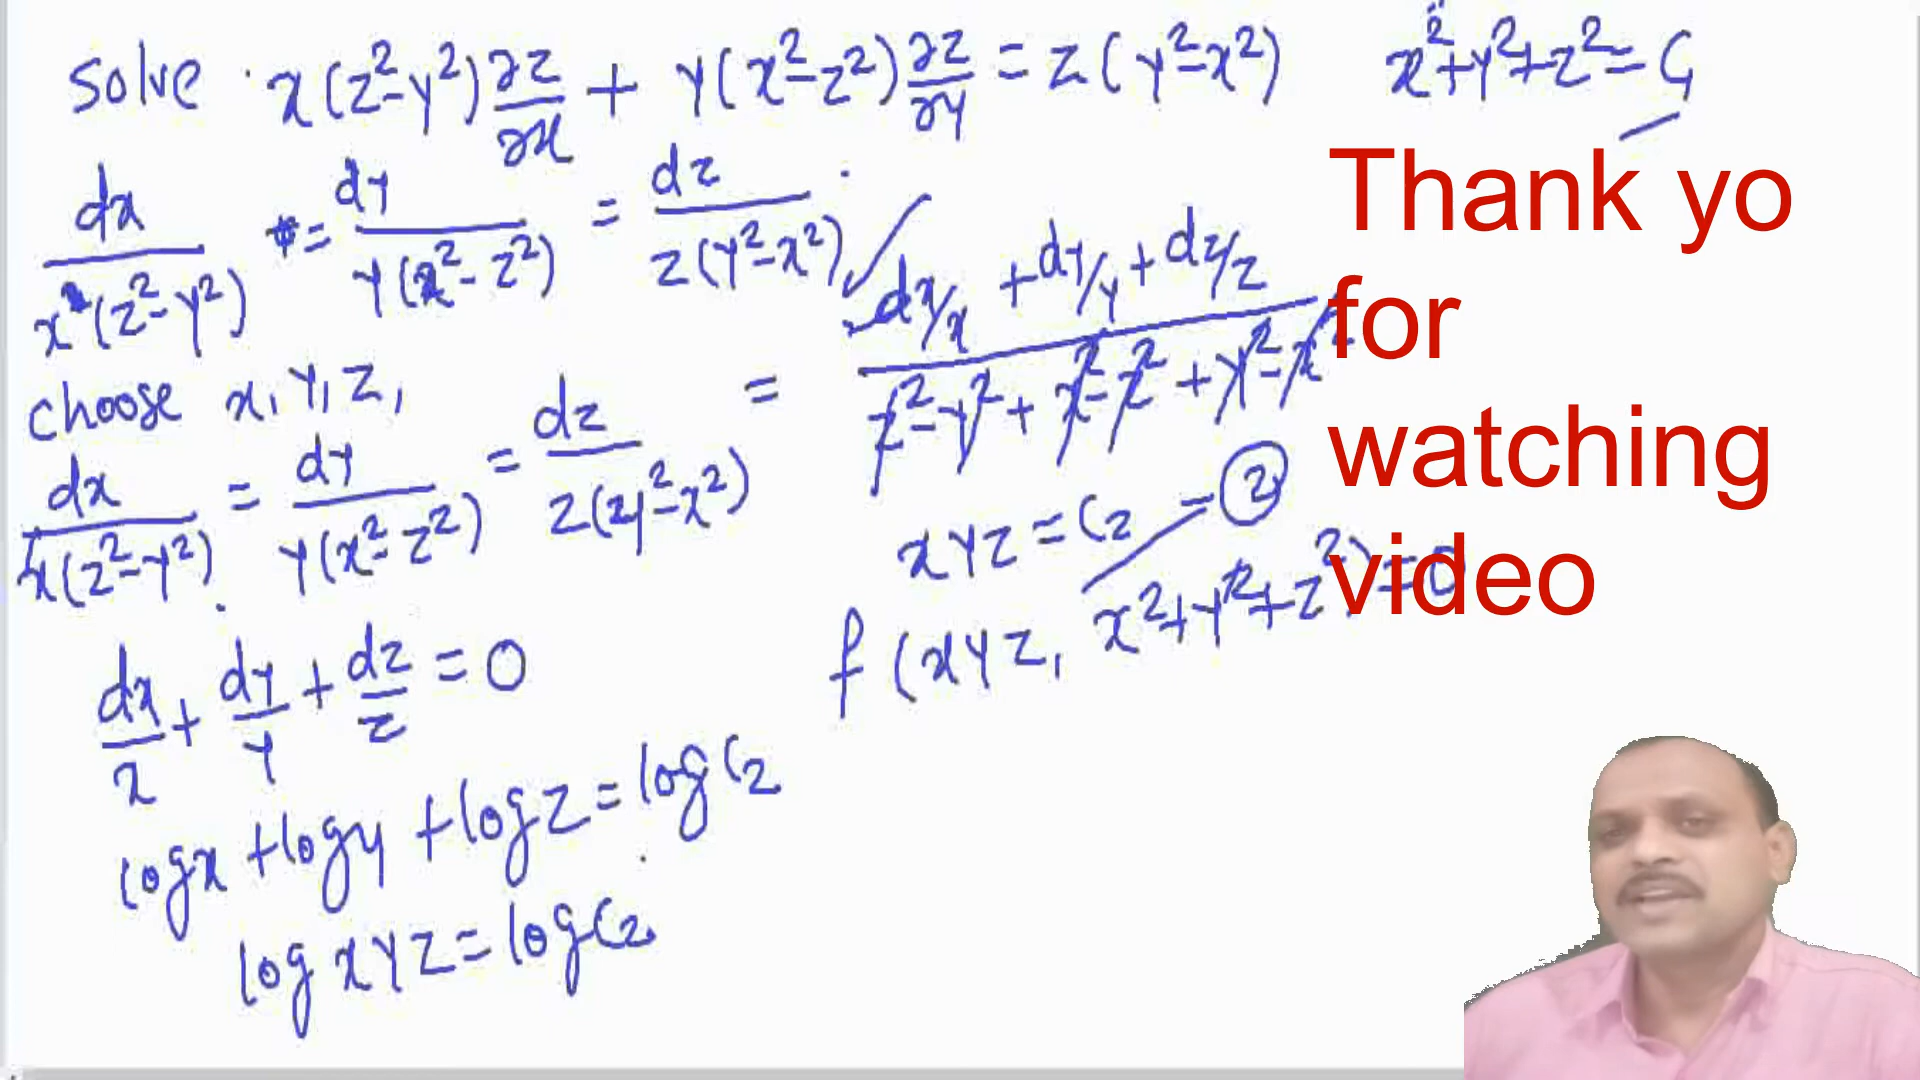 Solve x(z²-y²) ∂z/∂x + y(x²-z²) ∂z/∂y = z(y²-x²)
x²+y²+z² = C₁
dx/x(z²-y²) = dy/y(x²-z²) = dz/z(y²-x²)
choose x, y, z,
dx/x(z²-y²) = dy/y(x²-z²) = dz/z(y²-x²) = dx/x + dy/y + dz/z / z²-y²+x²-z²+y²-x²
dx/x + dy/y + dz/z = 0
log x + log y + log z = log C₂
log xyz = log C₂
xyz = C₂ - ②
f(xyz, x²+y²+z²) = 0
Thank yo
for
watching
video